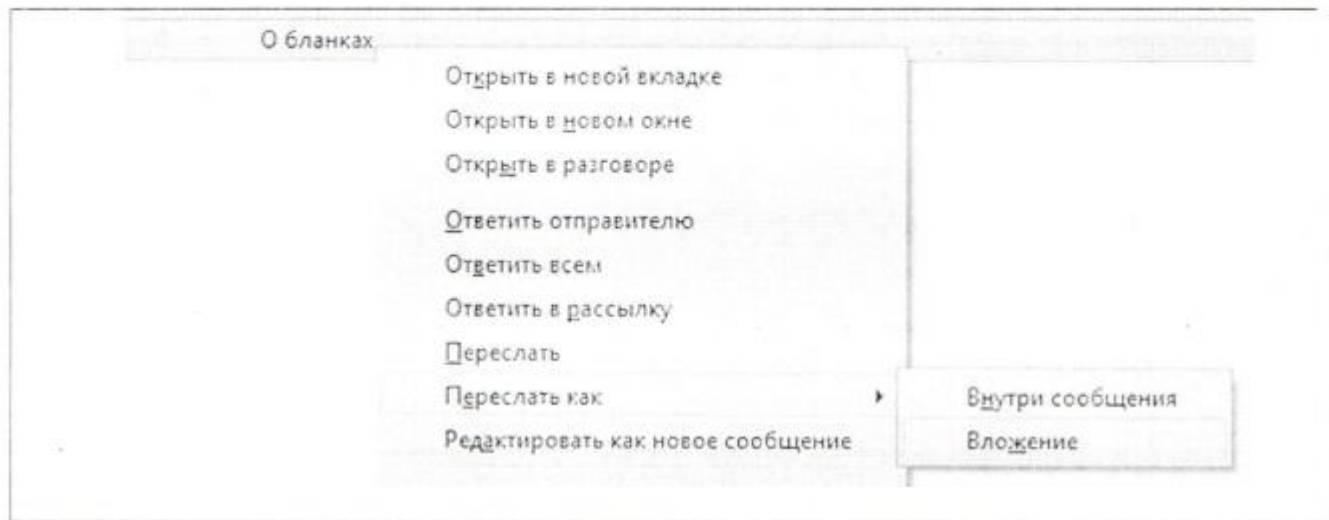 О бланках
Открыть в новой вкладке
Открыть в новом окне
Открыть в разговоре
Ответить отправителю
Ответить всем
Ответить в рассылку
Переслать
Переслать как
Внутри сообщения
Редактировать как новое сообщение
Вложение